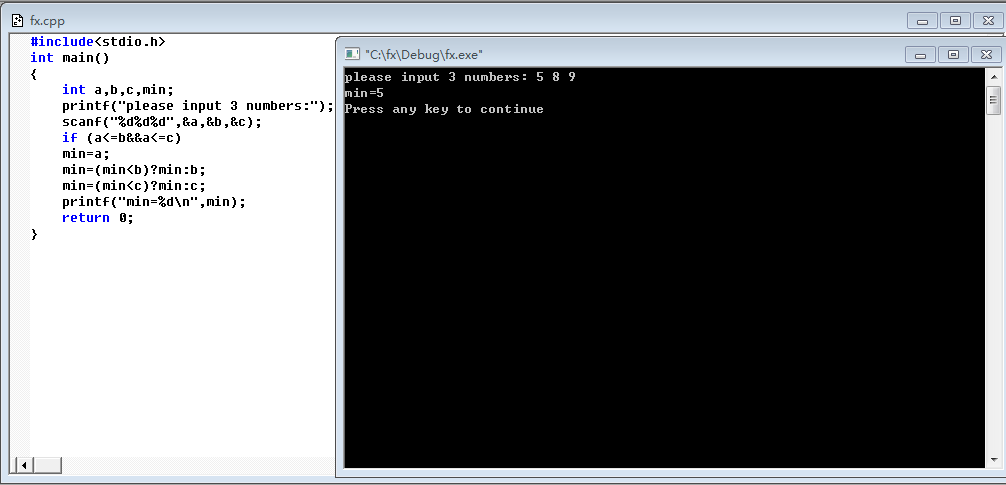 fx.cpp
#include<stdio.h>
int main()
{
int a,b,c,min;
printf("please input 3 numbers:");
scanf("%d%d%d",&a,&b,&c);
if (a<=b&&a<=c)
min=a;
min=(min<b)?min:b;
min=(min<c)?min:c;
printf("min=%d\n",min);
return 0;
}
"C:\fx\Debug\fx.exe"
please input 3 numbers: 5 8 9
min=5
Press any key to continue